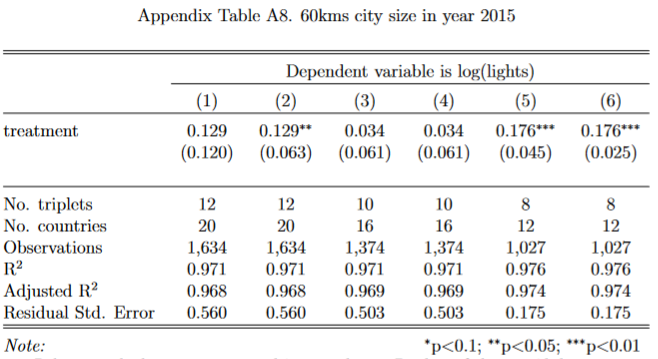 Appendix Table A8. 60kms city size in year 2015
Dependent variable is log(lights)
(1) (2) (3) (4) (5) (6)
treatment 0.129 0.129** 0.034 0.034 0.176*** 0.176***
(0.120) (0.063) (0.061) (0.061) (0.045) (0.025)
No. triplets 12 12 10 10 8 8
No. countries 20 20 16 16 12 12
Observations 1,634 1,634 1,374 1,374 1,027 1,027
R² 0.971 0.971 0.971 0.971 0.976 0.976
Adjusted R² 0.968 0.968 0.969 0.969 0.974 0.974
Residual Std. Error 0.560 0.560 0.503 0.503 0.175 0.175
Note: *p<0.1; **p<0.05; ***p<0.01